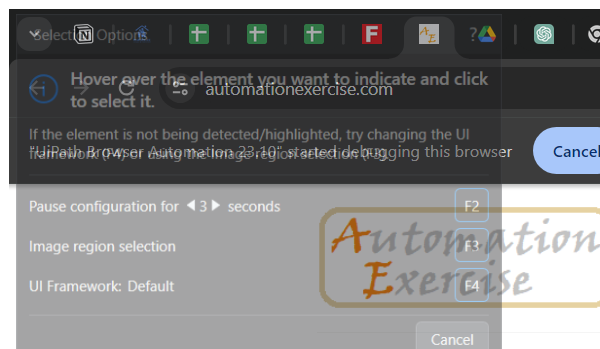 Selection Options
Hover over the element you want to indicate and click
to select it.
automationexercise.com
If the element is not being detected/highlighted, try changing the UI
framework (F4) or using the image region selection (F3).
"UiPath Browser Automation 23.10" started debugging this browser
Cancel
Pause configuration for 3 seconds
F2
Image region selection
F3
UI Framework: Default
F4
Cancel
Automation
Exercise